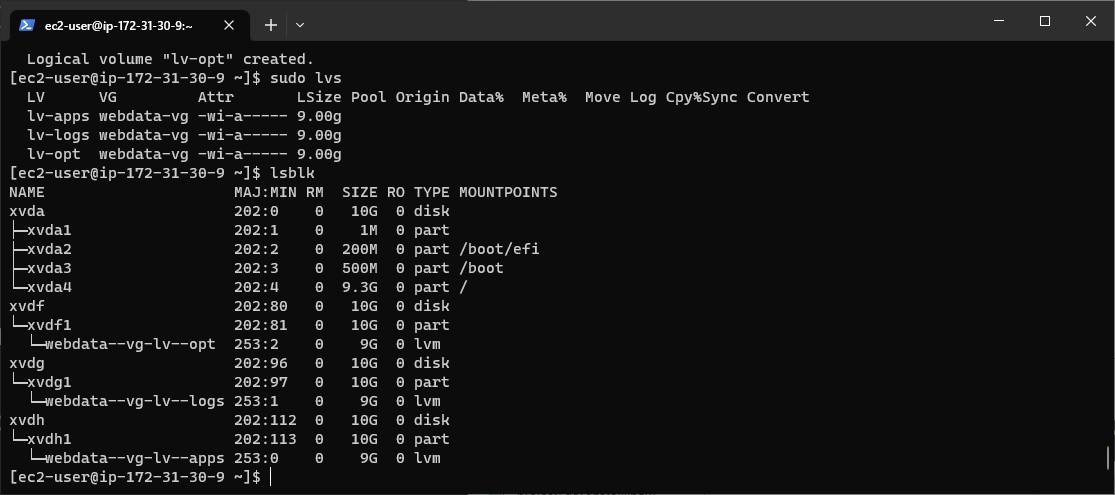 ec2-user@ip-172-31-30-9:~
  Logical volume "lv-opt" created.
[ec2-user@ip-172-31-30-9 ~]$ sudo lvs
  LV      VG         Attr       LSize Pool Origin Data%  Meta%  Move Log Cpy%Sync Convert
  lv-apps webdata-vg -wi-a----- 9.00g
  lv-logs webdata-vg -wi-a----- 9.00g
  lv-opt  webdata-vg -wi-a----- 9.00g
[ec2-user@ip-172-31-30-9 ~]$ lsblk
NAME                     MAJ:MIN RM  SIZE RO TYPE MOUNTPOINTS
xvda                     202:0    0   10G  0 disk
├─xvda1                  202:1    0    1M  0 part
├─xvda2                  202:2    0  200M  0 part /boot/efi
├─xvda3                  202:3    0  500M  0 part /boot
└─xvda4                  202:4    0  9.3G  0 part /
xvdf                     202:80   0   10G  0 disk
└─xvdf1                  202:81   0   10G  0 part
  └─webdata--vg-lv--opt  253:2    0    9G  0 lvm
xvdg                     202:96   0   10G  0 disk
└─xvdg1                  202:97   0   10G  0 part
  └─webdata--vg-lv--logs 253:1    0    9G  0 lvm
xvdh                     202:112  0   10G  0 disk
└─xvdh1                  202:113  0   10G  0 part
  └─webdata--vg-lv--apps 253:0    0    9G  0 lvm
[ec2-user@ip-172-31-30-9 ~]$